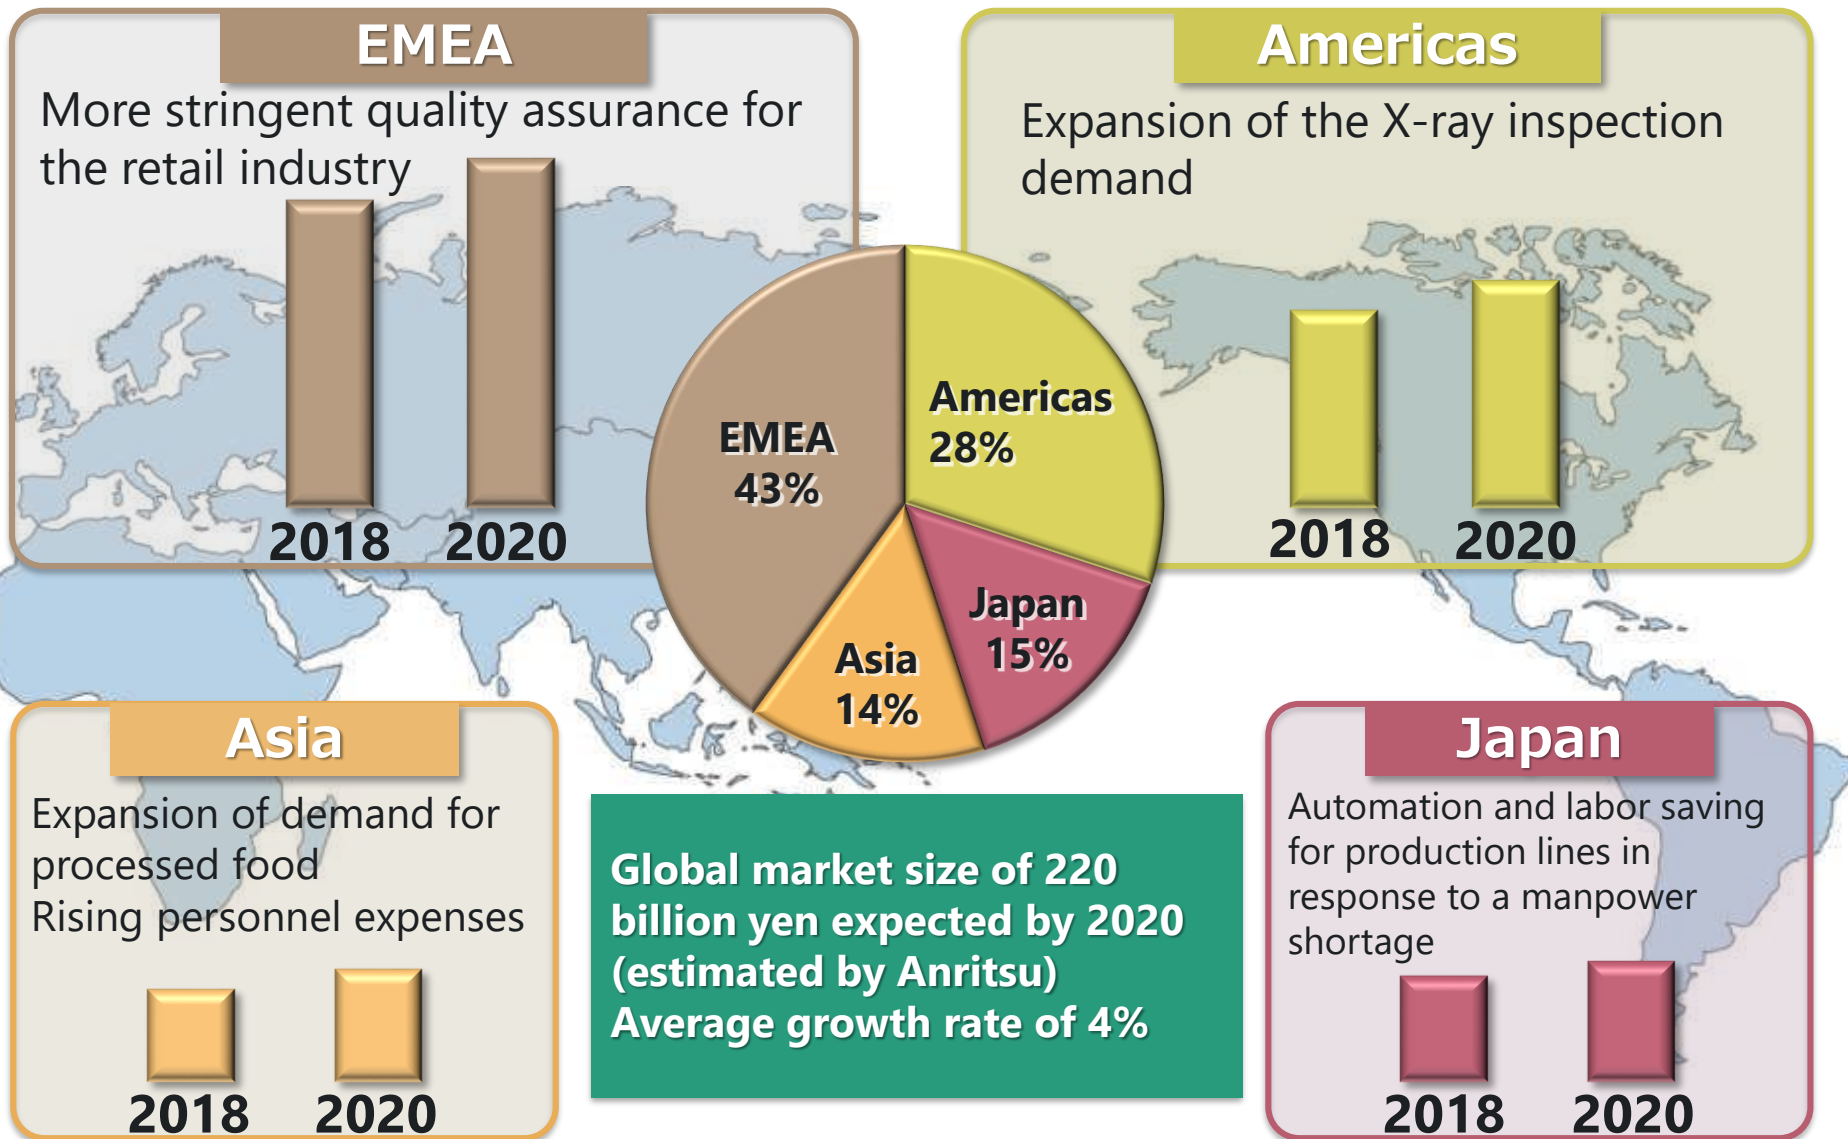 EMEA
More stringent quality assurance for
the retail industry
2018 2020
Americas
Expansion of the X-ray inspection
demand
2018 2020
EMEA
43%
Americas
28%
Japan
15%
Asia
14%
Asia
Expansion of demand for
processed food
Rising personnel expenses
2018 2020
Global market size of 220
billion yen expected by 2020
(estimated by Anritsu)
Average growth rate of 4%
Japan
Automation and labor saving
for production lines in
response to a manpower
shortage
2018 2020